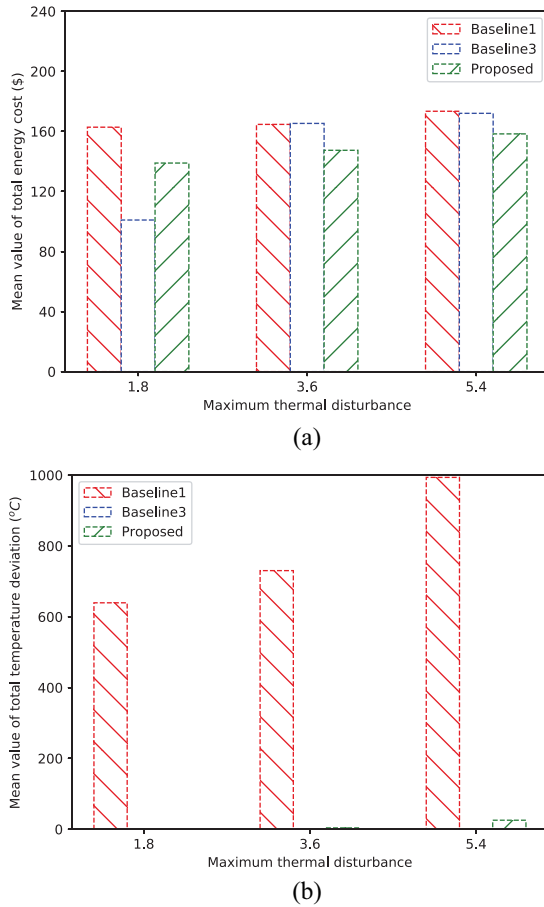 240
200
160
120
80
40
0
Mean value of total energy cost ($)
Baseline1
Baseline3
Proposed
1.8
3.6
5.4
Maximum thermal disturbance
(a)
1000
800
600
400
200
0
Mean value of total temperature deviation (°C)
Baseline1
Baseline3
Proposed
1.8
3.6
5.4
Maximum thermal disturbance
(b)